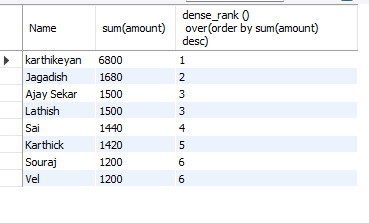 Name sum(amount) dense_rank ()
over(order by sum(amount)
desc)
karthikeyan 6800 1
Jagadish 1680 2
Ajay Sekar 1500 3
Lathish 1500 3
Sai 1440 4
Karthick 1420 5
Souraj 1200 6
Vel 1200 6